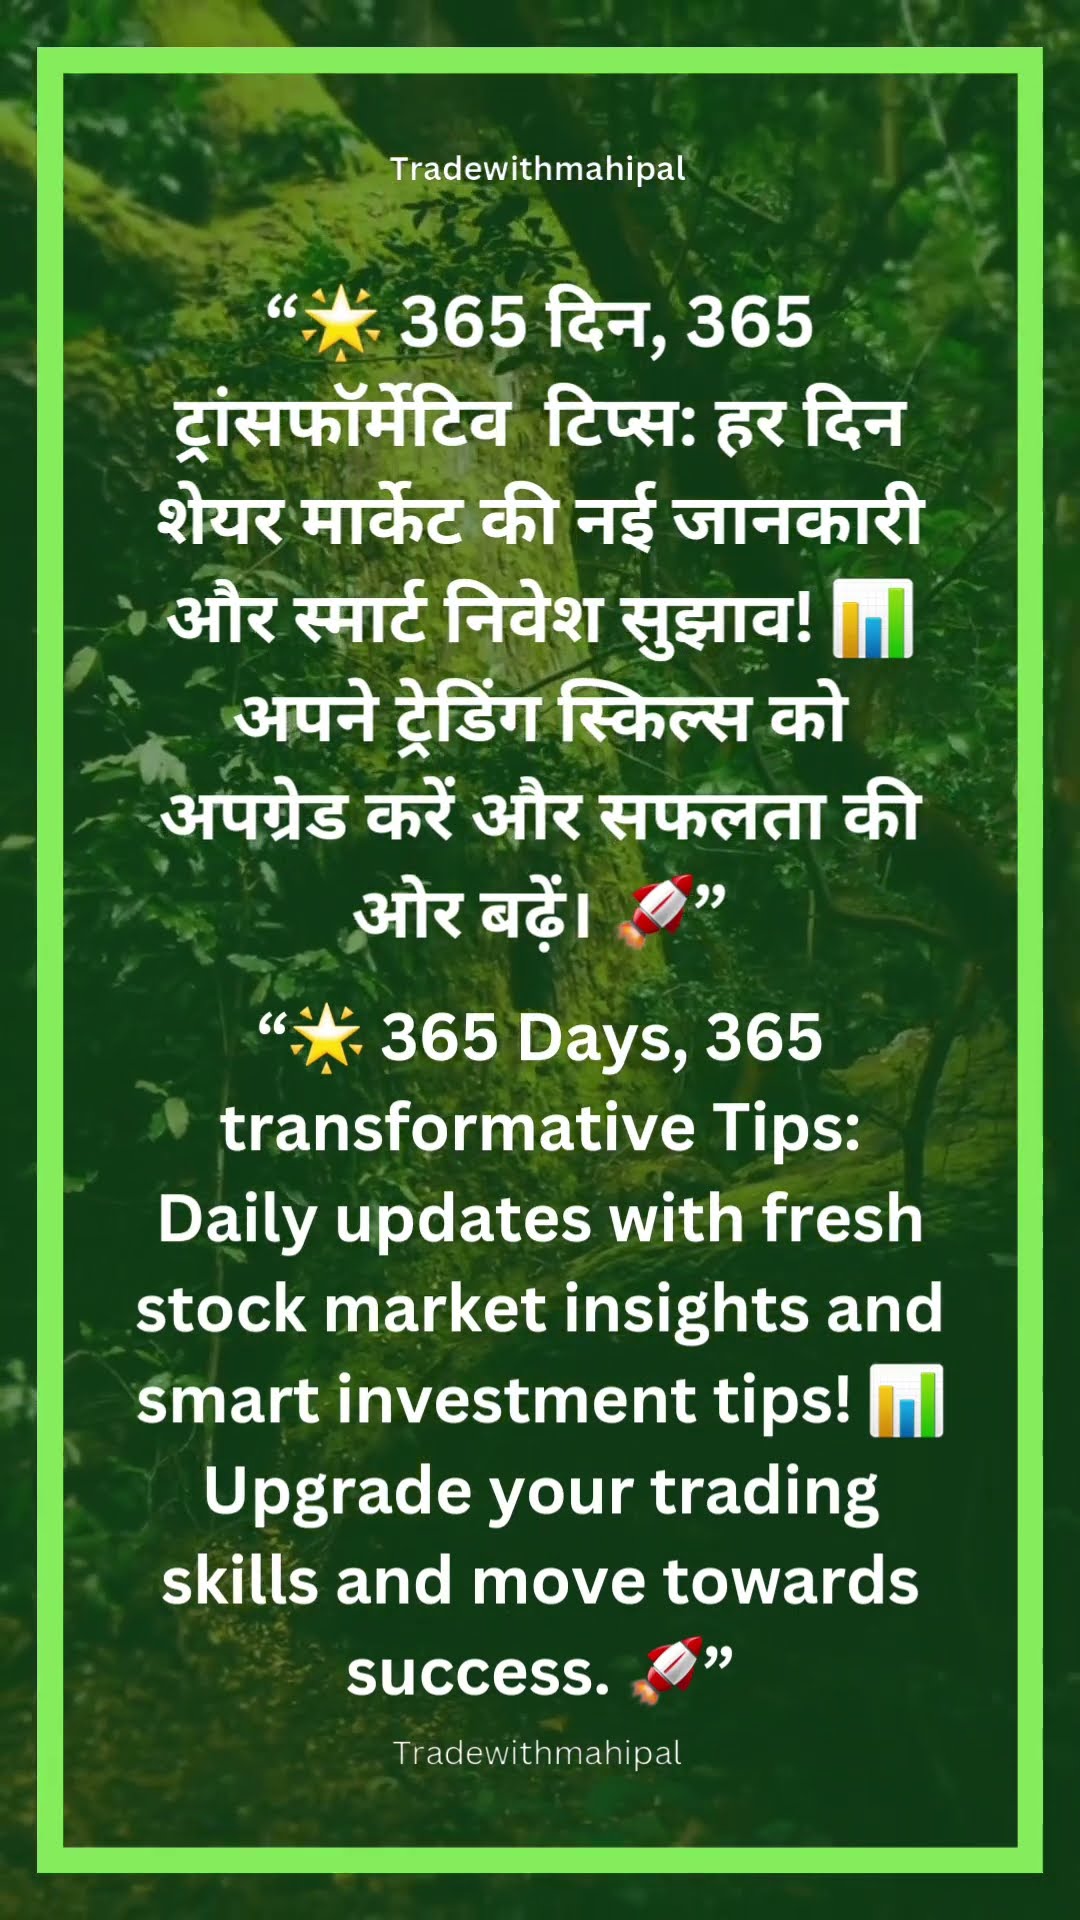 Tradewithmahipal
“🌟 365 दिन, 365
ट्रांसफॉर्मेटिव  टिप्स: हर दिन
शेयर मार्केट की नई जानकारी
और स्मार्ट निवेश सुझाव! 📊
अपने ट्रेडिंग स्किल्स को
अपग्रेड करें और सफलता की
ओर बढ़ें। 🚀”
“🌟 365 Days, 365
transformative Tips:
Daily updates with fresh
stock market insights and
smart investment tips! 📊
Upgrade your trading
skills and move towards
success. 🚀”
Tradewithmahipal